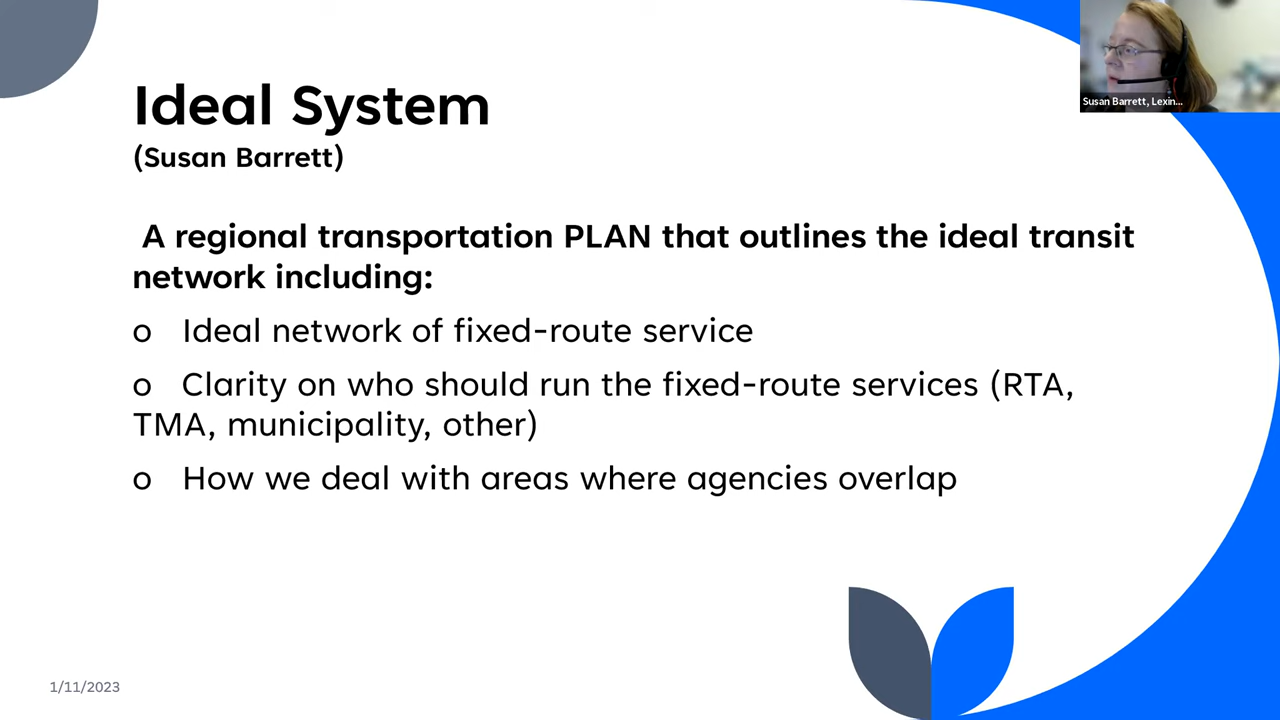 Ideal System
(Susan Barrett)
A regional transportation PLAN that outlines the ideal transit
network including:
o Ideal network of fixed-route service
o Clarity on who should run the fixed-route services (RTA,
TMA, municipality, other)
o How we deal with areas where agencies overlap
1/11/2023
Susan Barrett, Lexin...